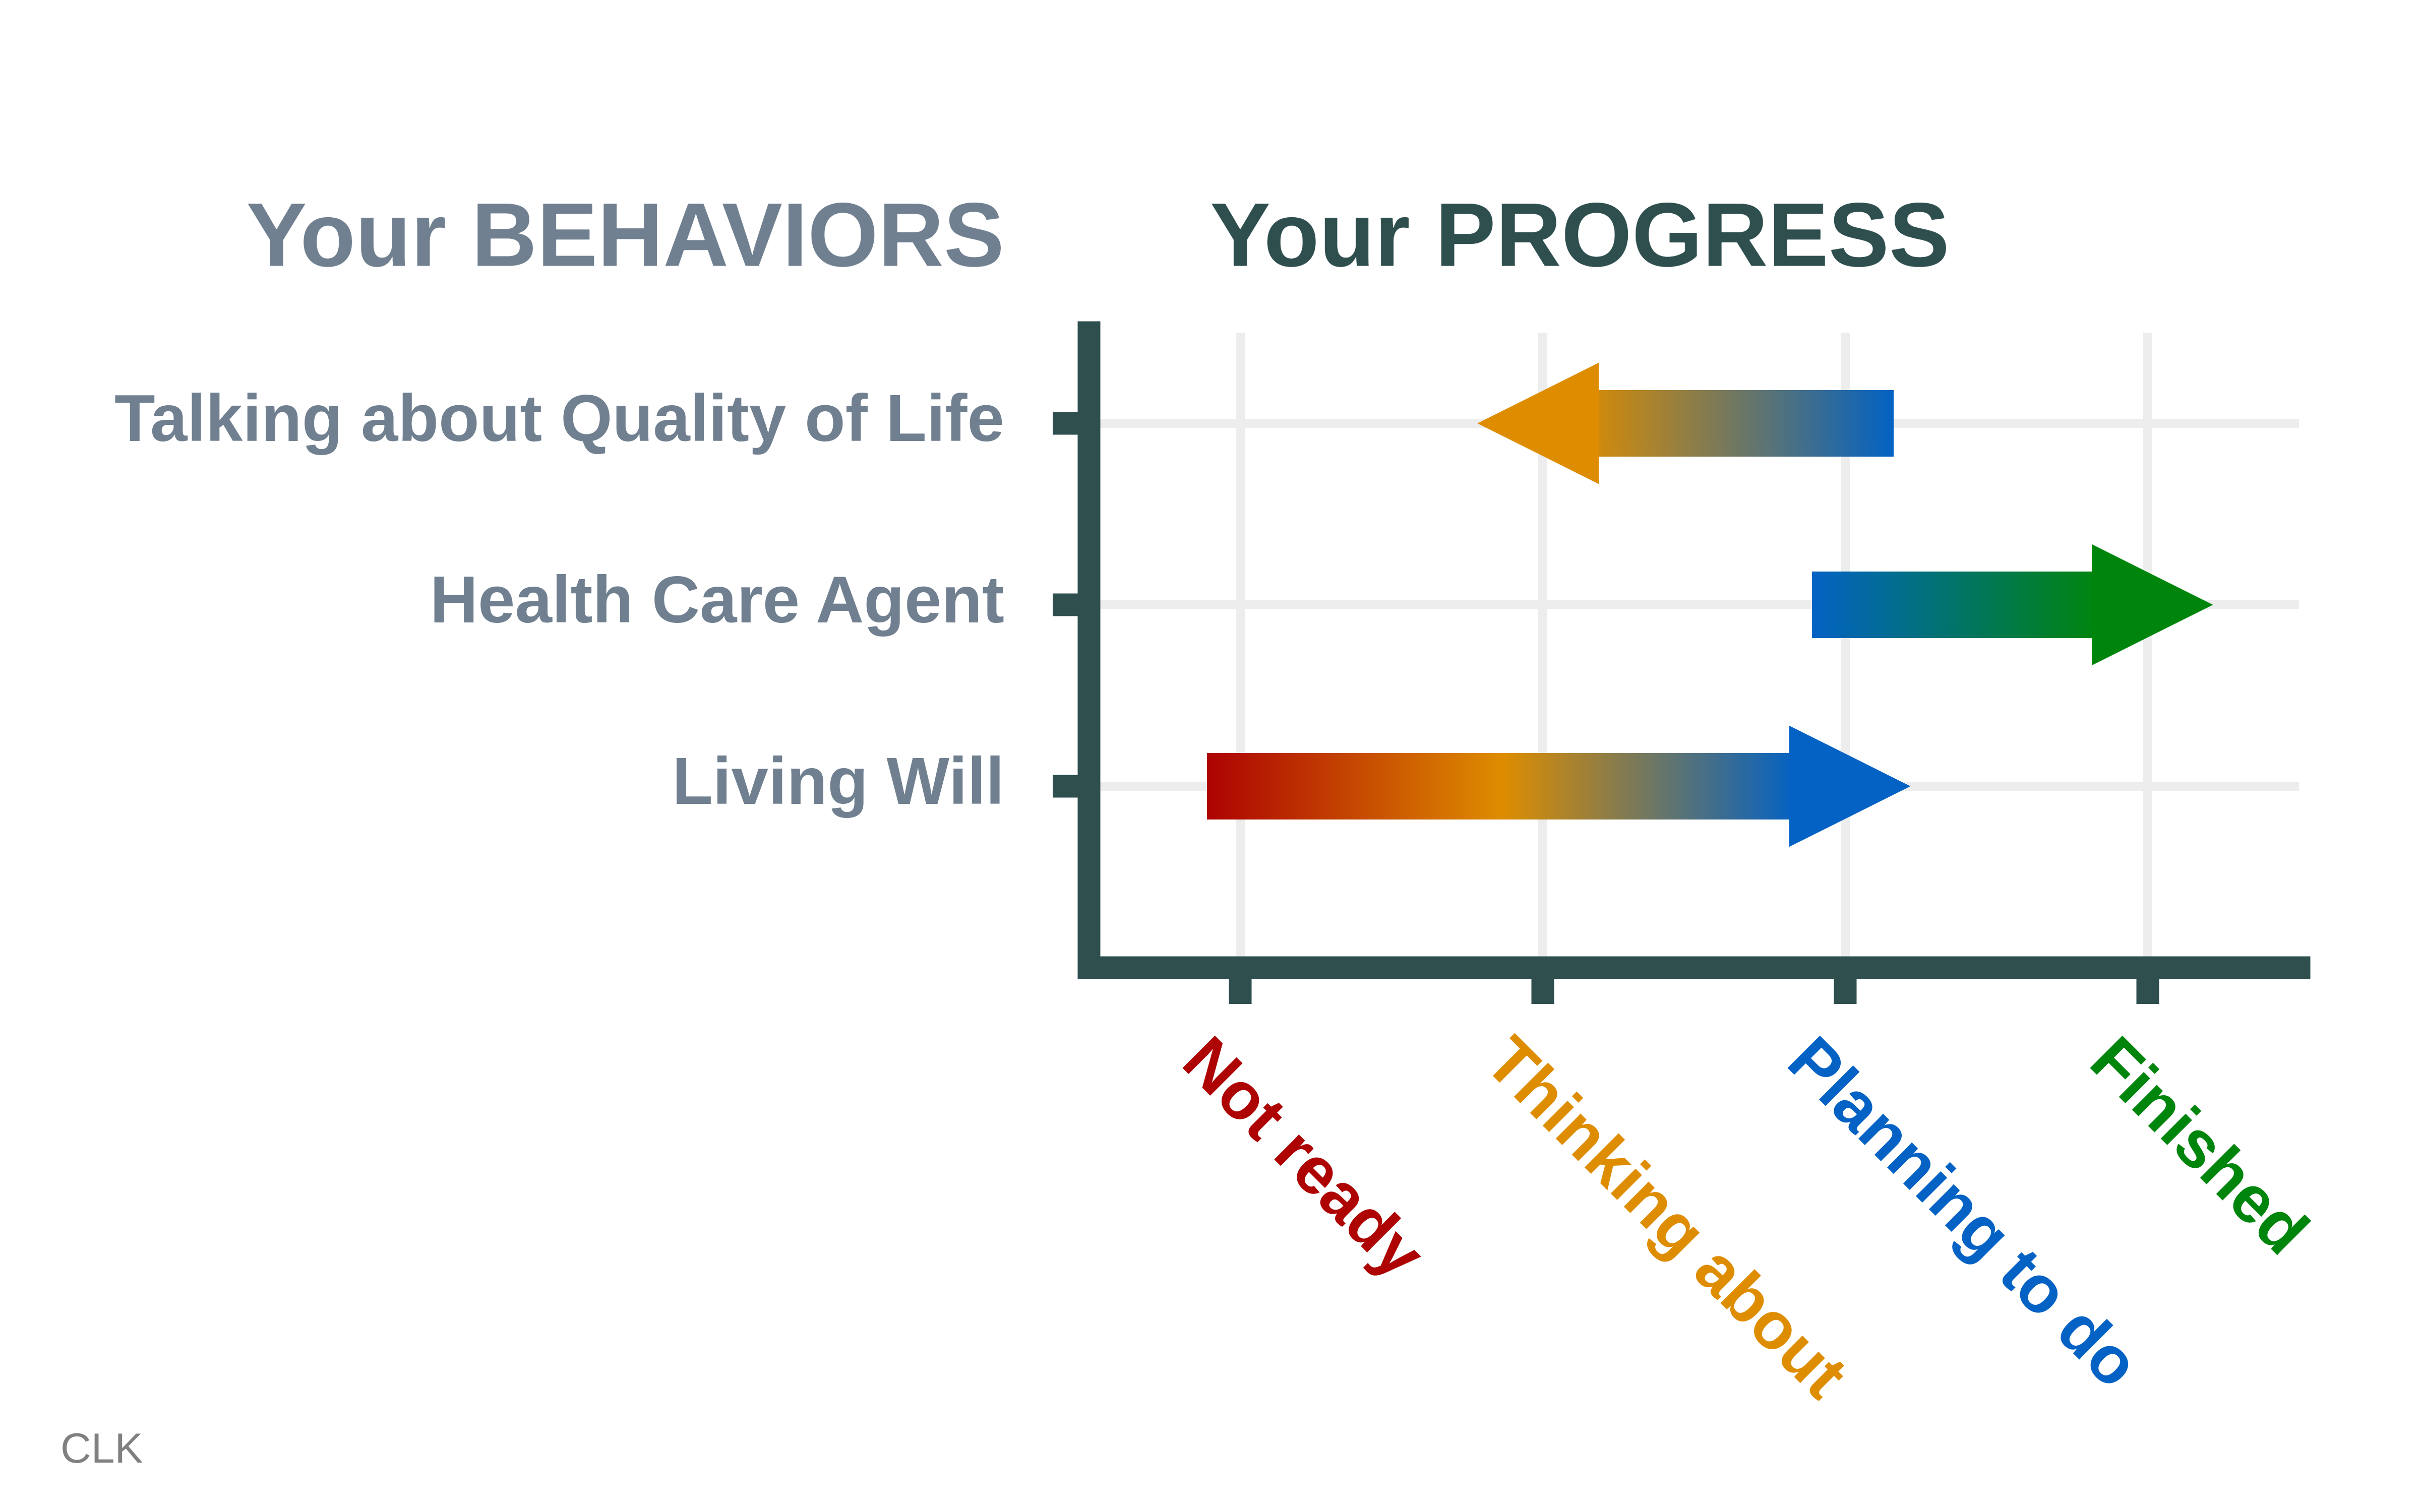 Your BEHAVIORS
Your PROGRESS
Talking about Quality of Life
Health Care Agent
Living Will
Not ready
Thinking about
Planning to do
Finished
CLK